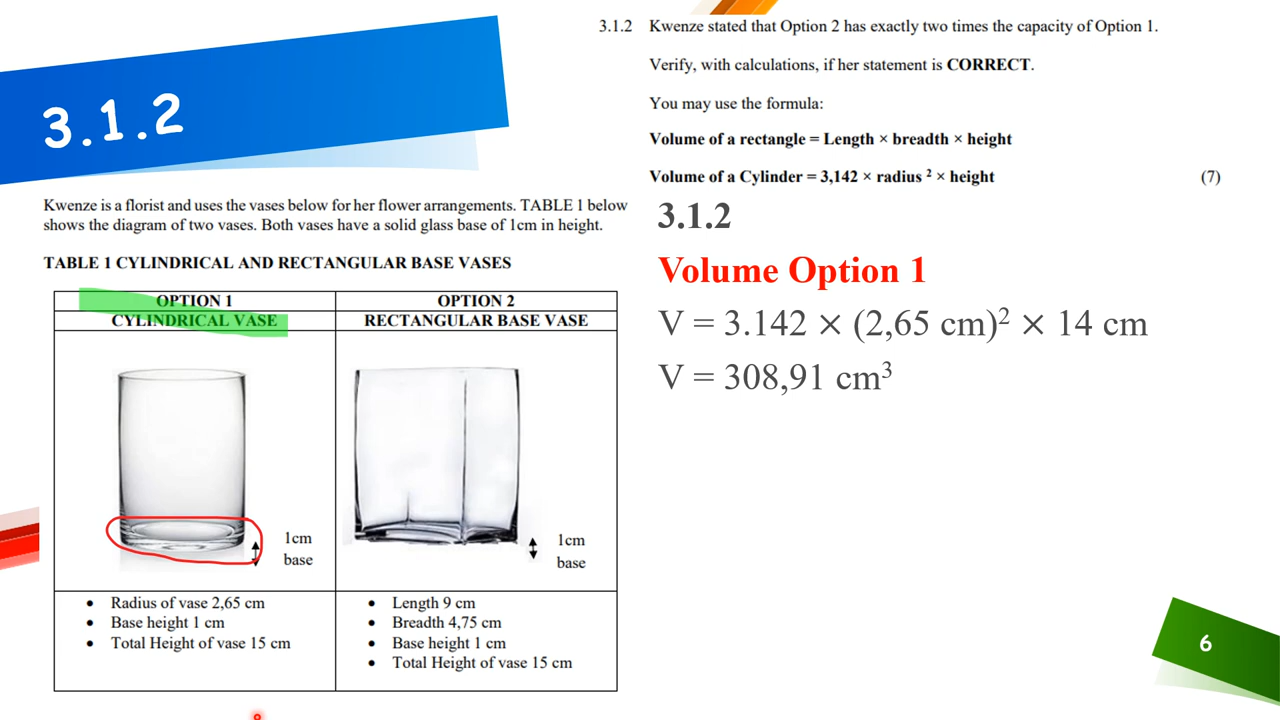 3.1.2
3.1.2 Kwenze stated that Option 2 has exactly two times the capacity of Option 1.
Verify, with calculations, if her statement is CORRECT.
You may use the formula:
Volume of a rectangle = Length × breadth × height
Volume of a Cylinder = 3,142 × radius ² × height (7)
Kwenze is a florist and uses the vases below for her flower arrangements. TABLE 1 below
shows the diagram of two vases. Both vases have a solid glass base of 1cm in height.
TABLE 1 CYLINDRICAL AND RECTANGULAR BASE VASES
OPTION 1 OPTION 2
CYLINDRICAL VASE RECTANGULAR BASE VASE
1cm
base
1cm
base
• Radius of vase 2,65 cm
• Base height 1 cm
• Total Height of vase 15 cm
• Length 9 cm
• Breadth 4,75 cm
• Base height 1 cm
• Total Height of vase 15 cm
3.1.2
Volume Option 1
V = 3.142 × (2,65 cm)² × 14 cm
V = 308,91 cm³
6